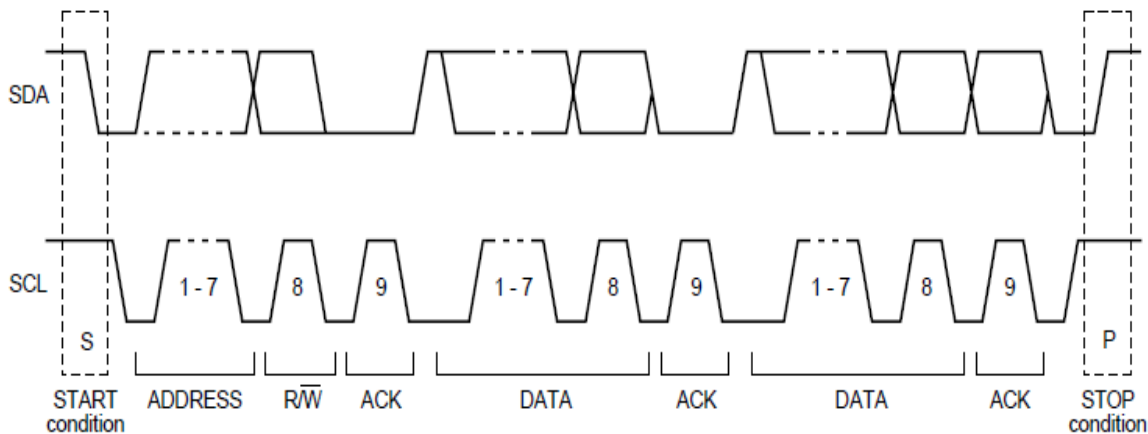 SDA
SCL
1 - 7 8 9 1 - 7 8 9 1 - 7 8 9
S P
START condition ADDRESS R/W̅ ACK DATA ACK DATA ACK STOP condition